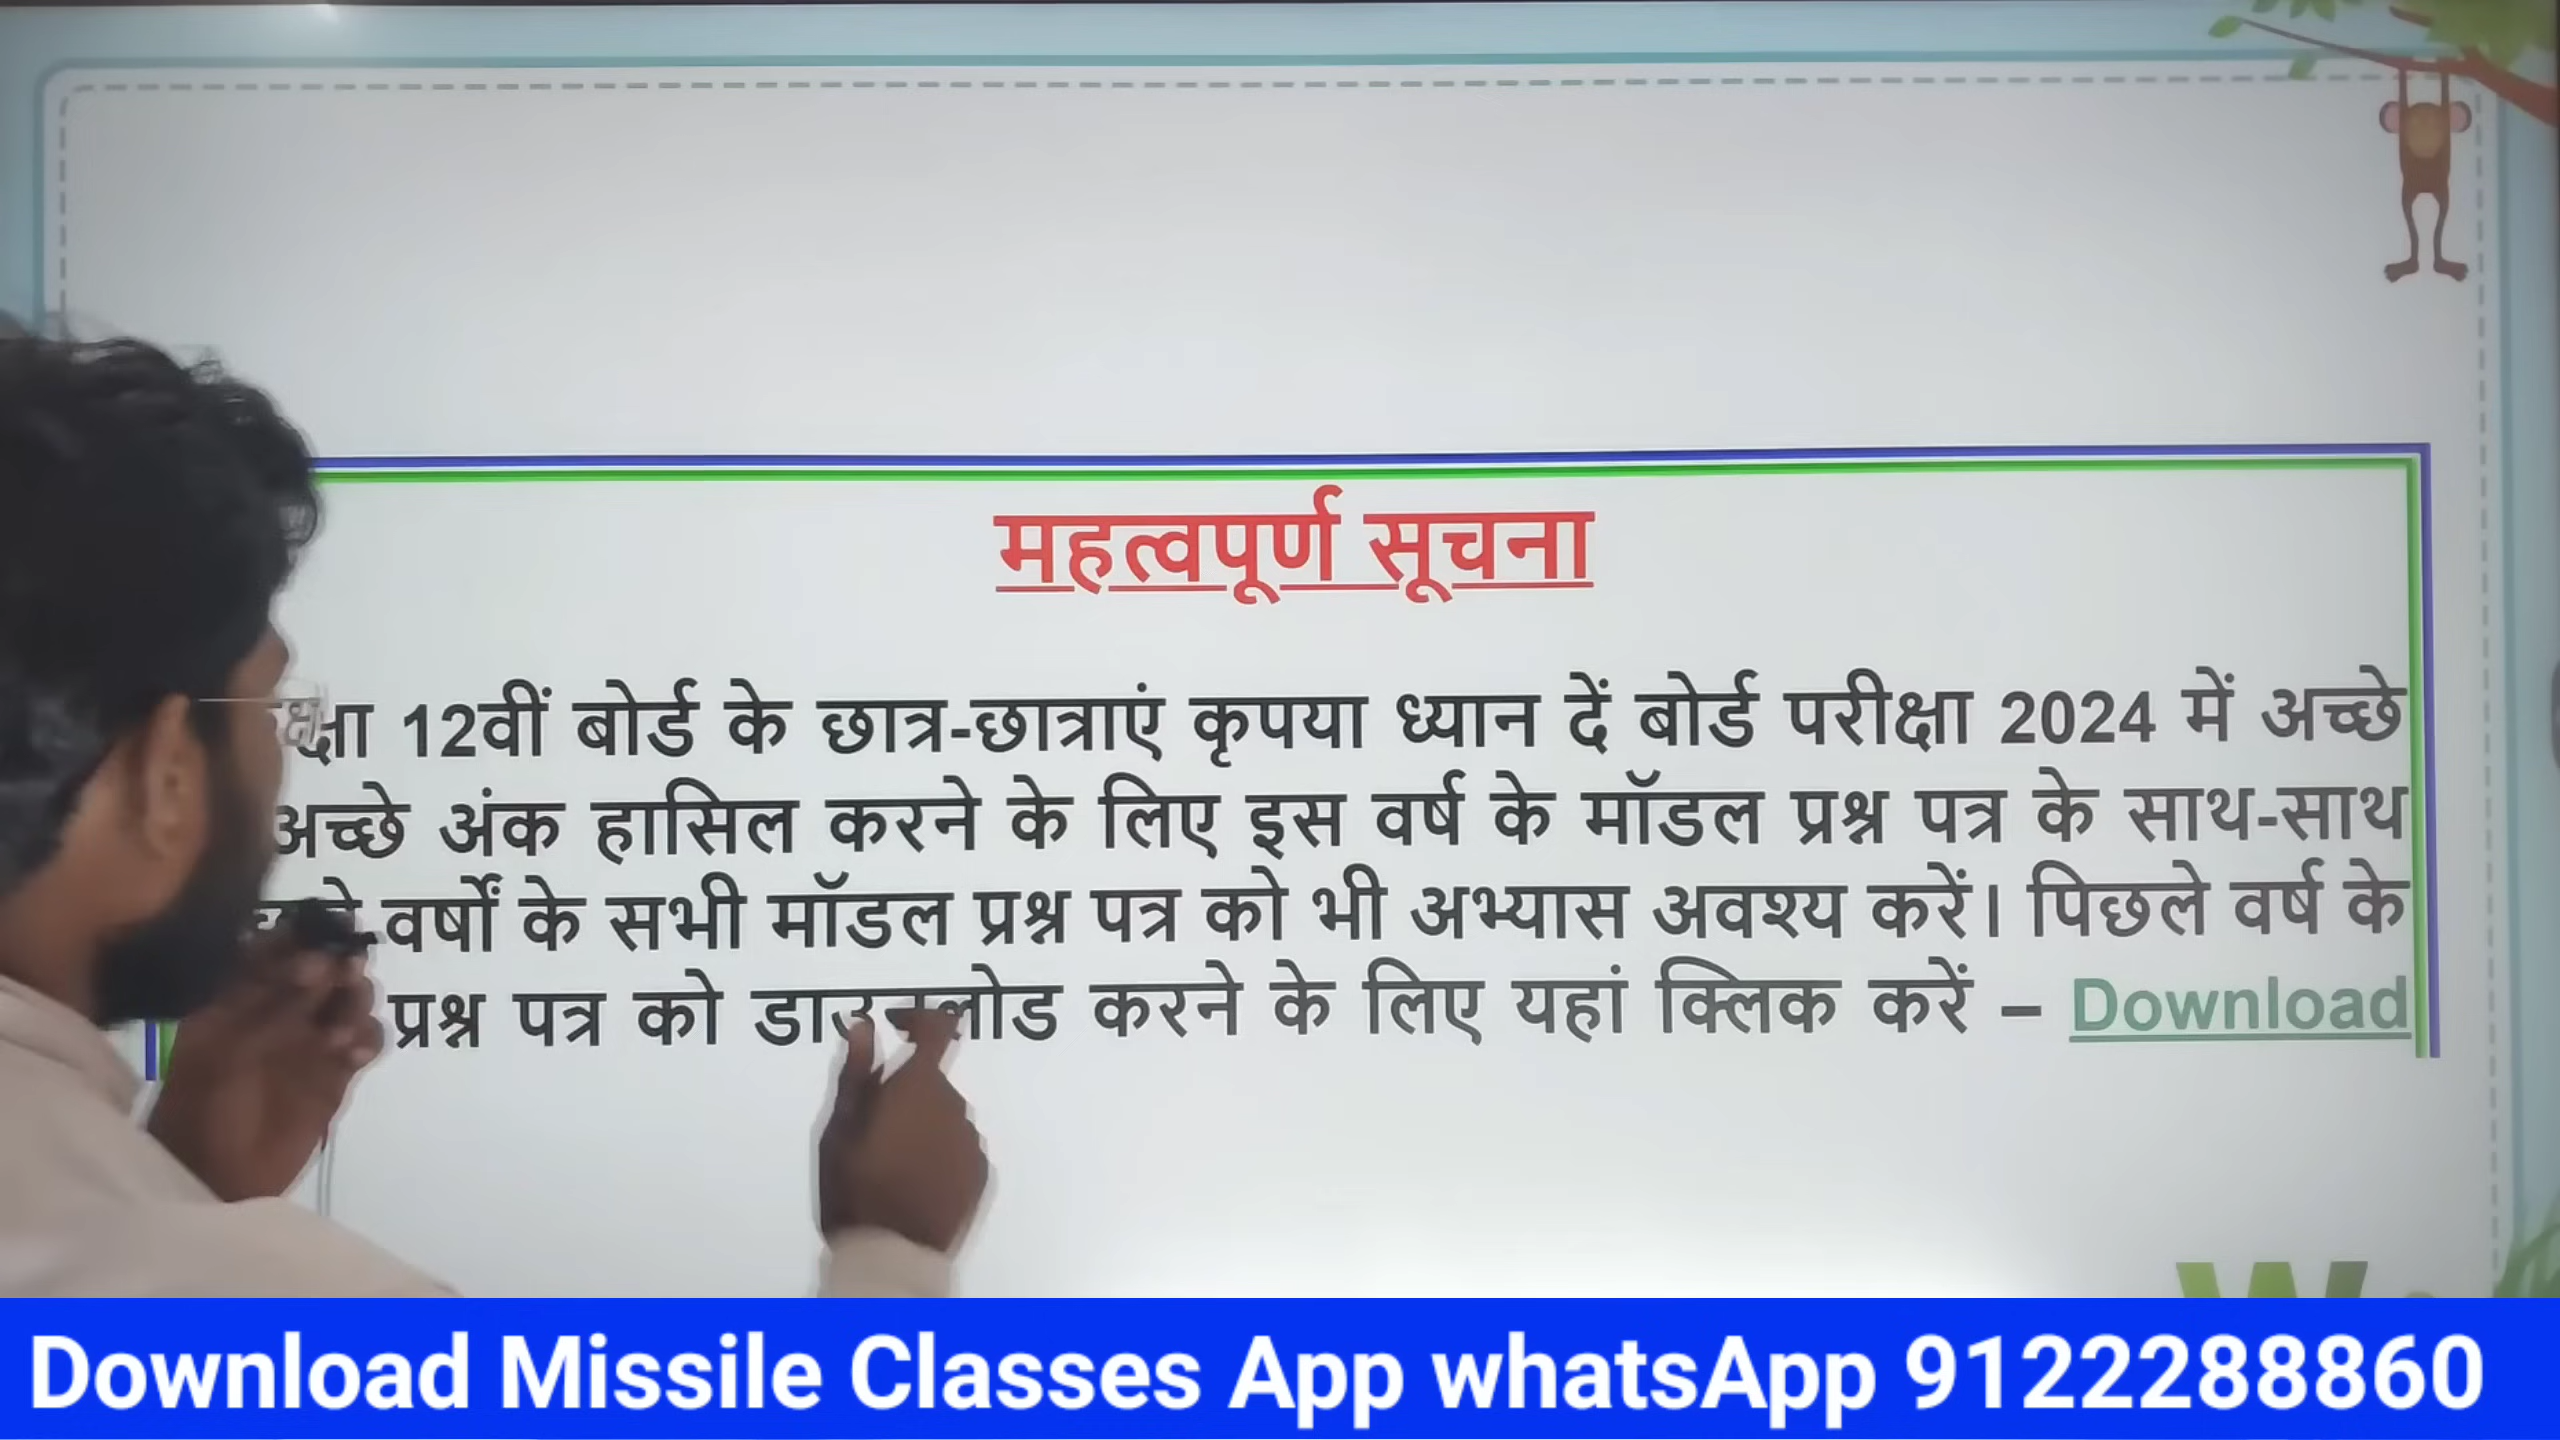 महत्वपूर्ण सूचना
12वीं बोर्ड के छात्र-छात्राएं कृपया ध्यान दें बोर्ड परीक्षा 2024 में अच्छे
अच्छे अंक हासिल करने के लिए इस वर्ष के मॉडल प्रश्न पत्र के साथ-साथ
वर्षों के सभी मॉडल प्रश्न पत्र को भी अभ्यास अवश्य करें। पिछले वर्ष के
प्रश्न पत्र को डाउनलोड करने के लिए यहां क्लिक करें – Download
Download Missile Classes App whatsApp 9122288860